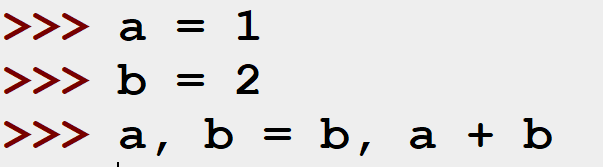 >>> a = 1
>>> b = 2
>>> a, b = b, a + b